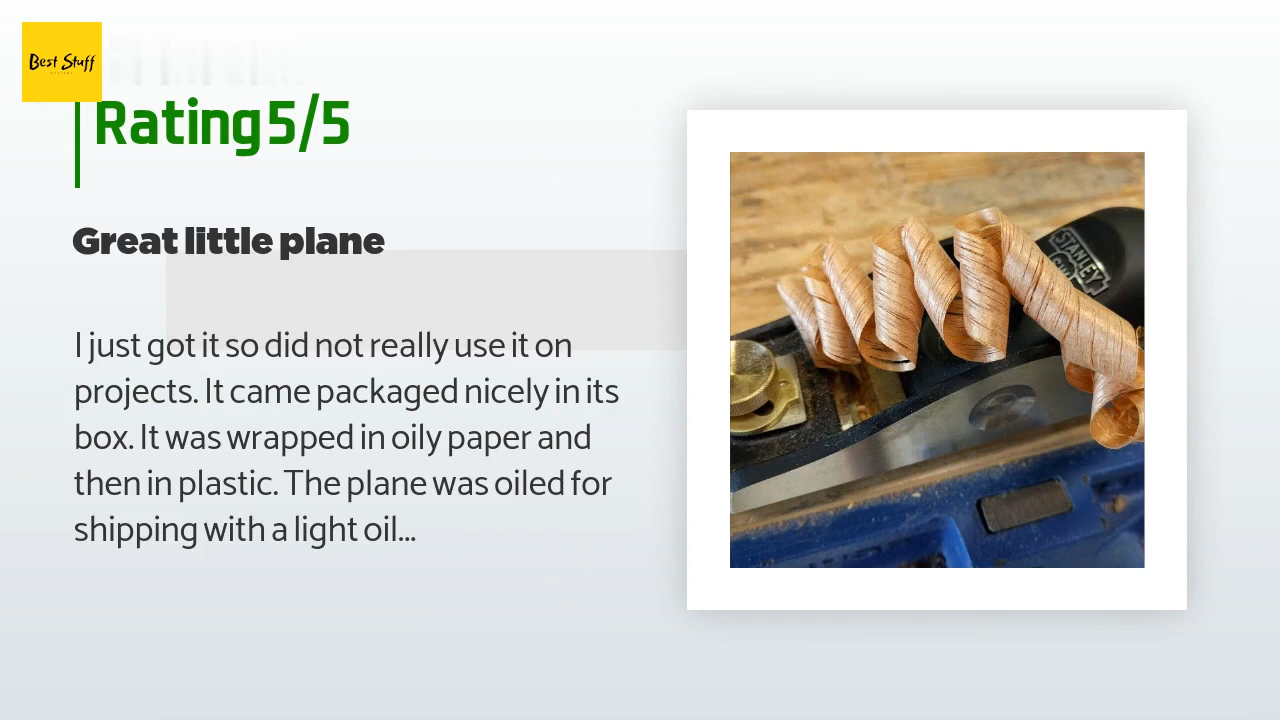 Best Stuff
Rating 5/5
Great little plane
I just got it so did not really use it on
projects. It came packaged nicely in its
box. It was wrapped in oily paper and
then in plastic. The plane was oiled for
shipping with a light oil...
STANLEY